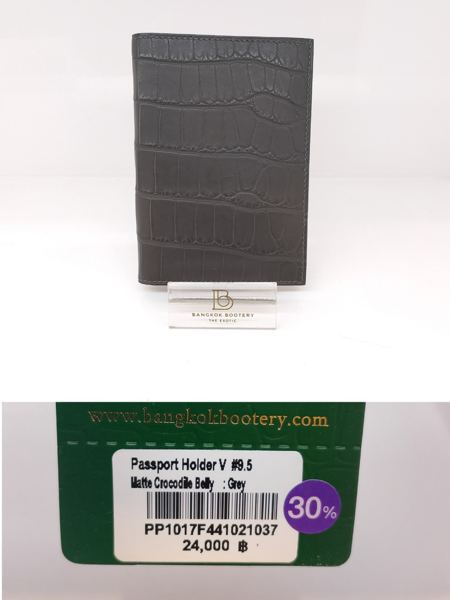 B
BANGKOK BOOTERY
THE EXOTIC
www.bangkokbootery.com
Passport Holder V #9.5
Matte Crocodile Belly : Grey
PP1017F441021037
24,000 ฿
30%